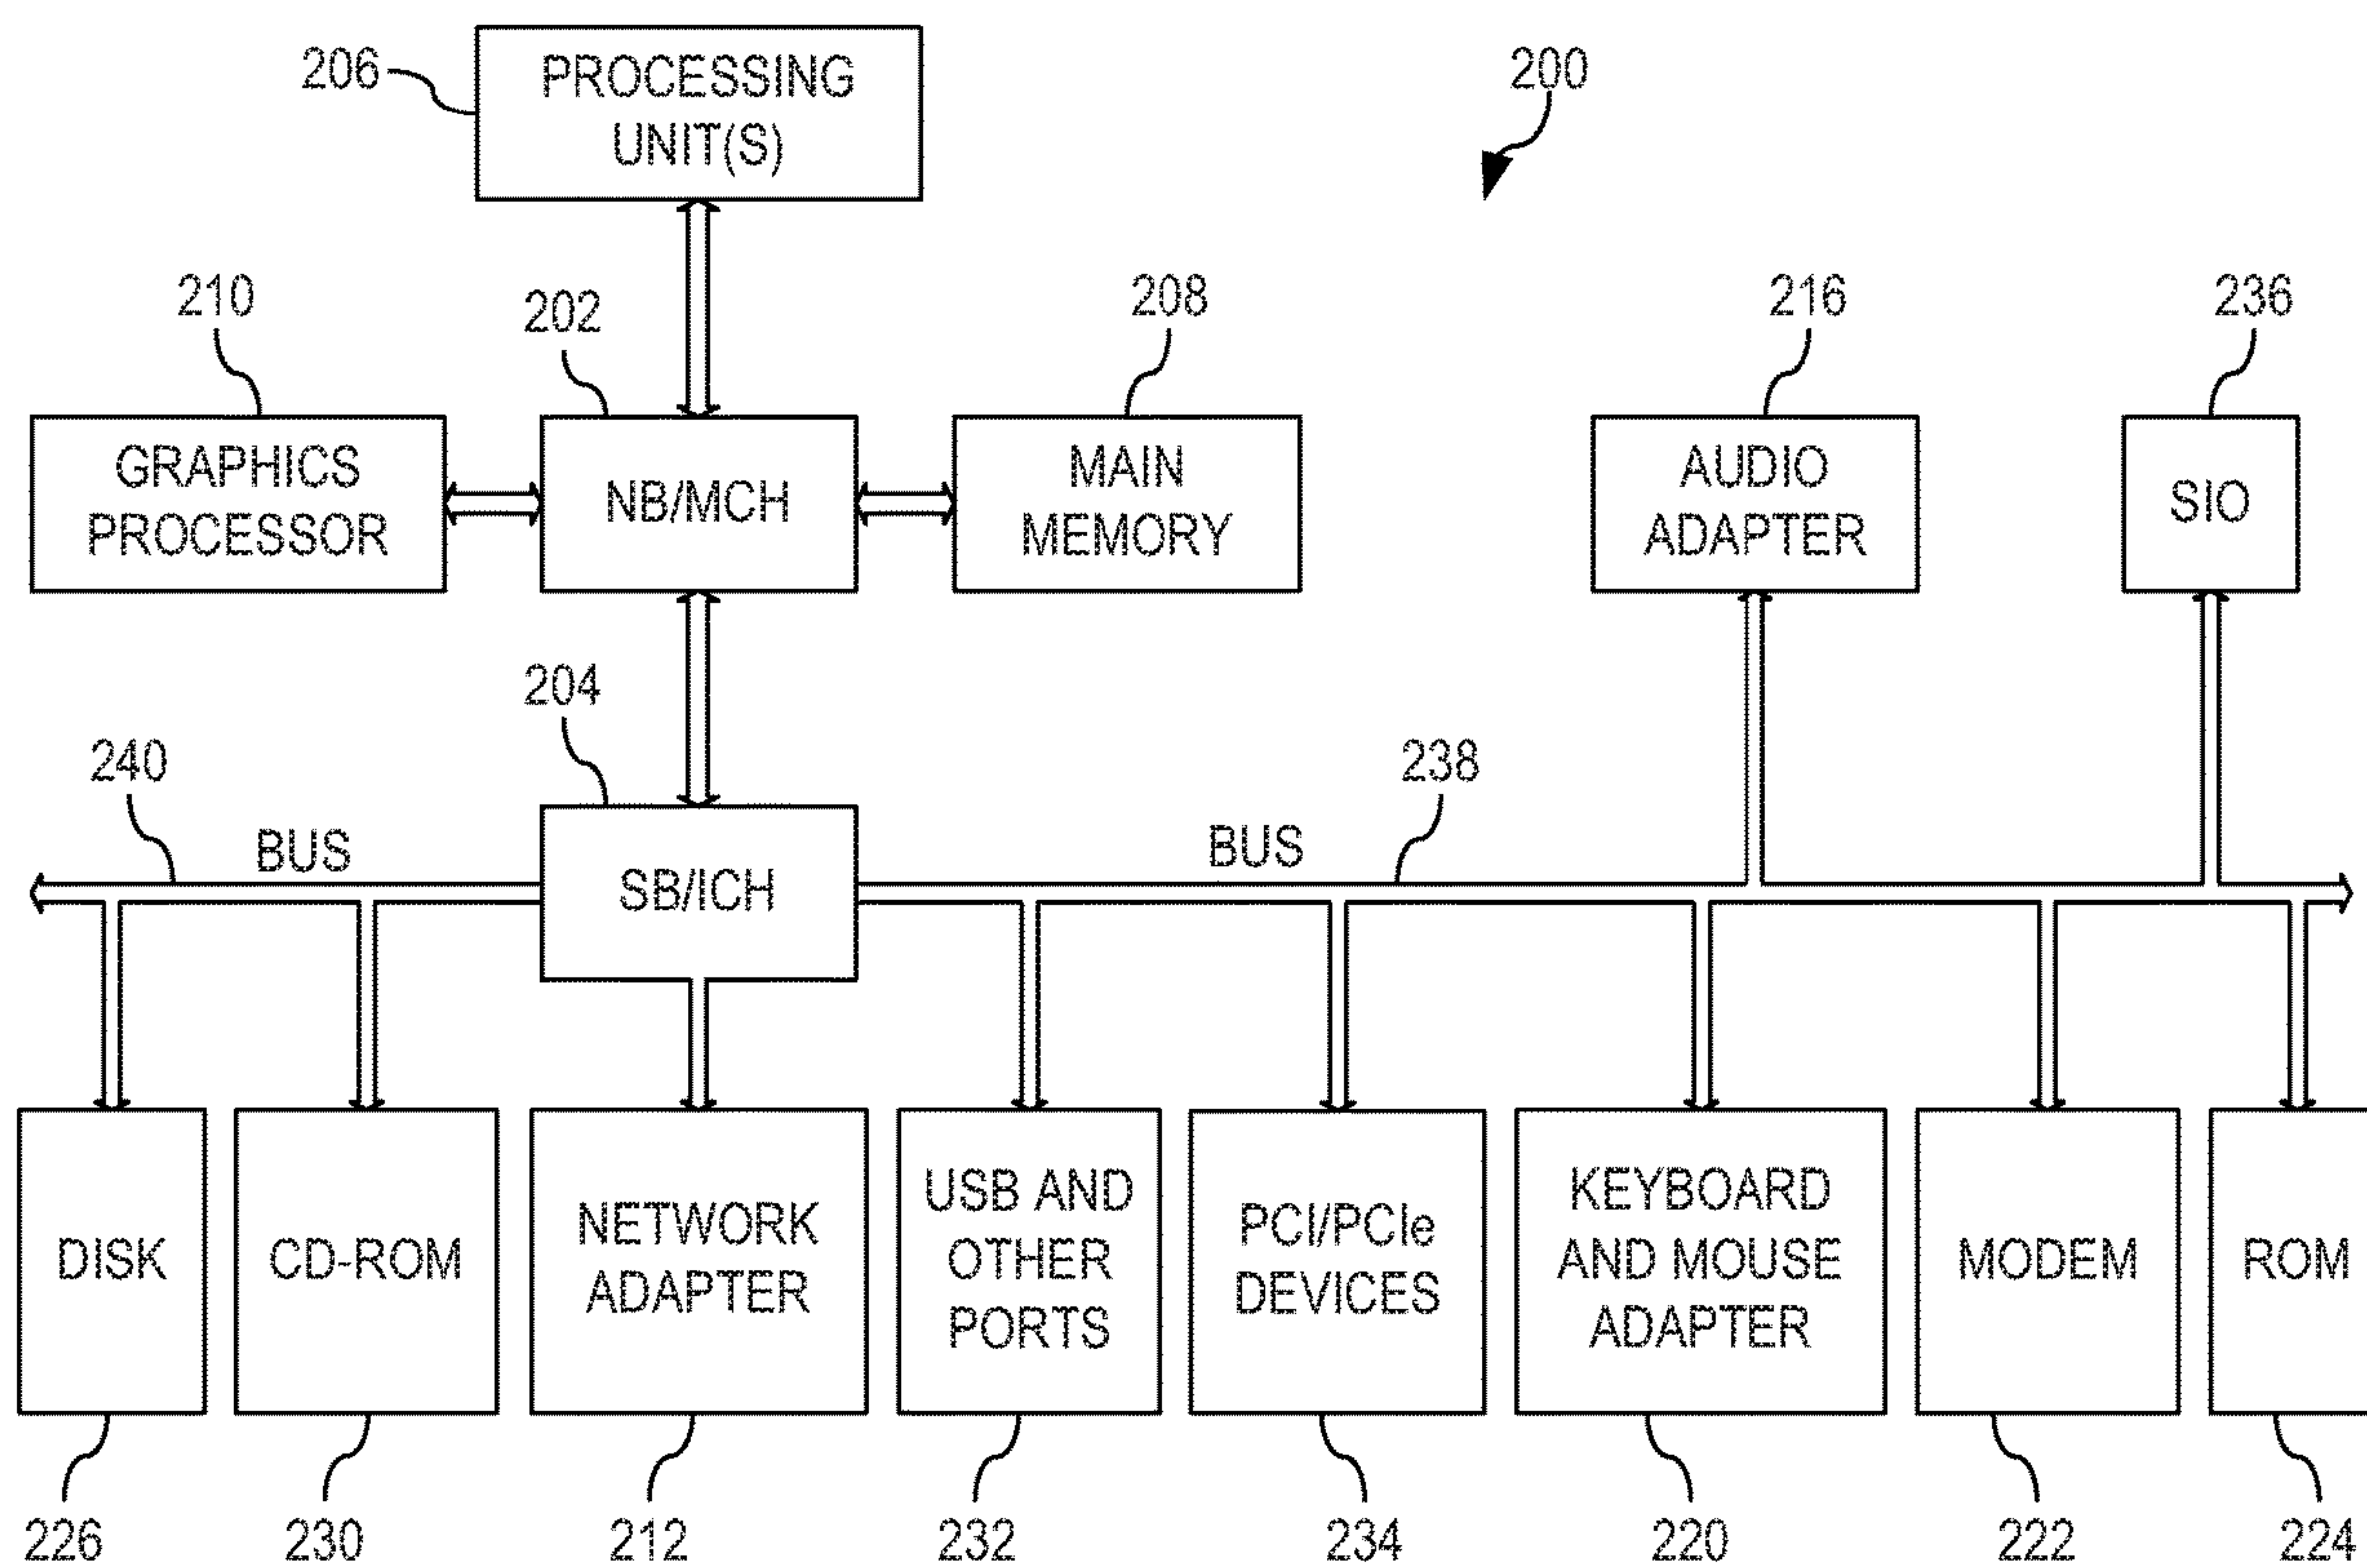 206
PROCESSING
UNIT(S)
200
210
202
208
216
236
GRAPHICS
PROCESSOR
NB/MCH
MAIN
MEMORY
AUDIO
ADAPTER
SIO
204
240
238
BUS
BUS
SB/ICH
DISK
CD-ROM
NETWORK
ADAPTER
USB AND
OTHER
PORTS
PCI/PCIe
DEVICES
KEYBOARD
AND MOUSE
ADAPTER
MODEM
ROM
226
230
212
232
234
220
222
224